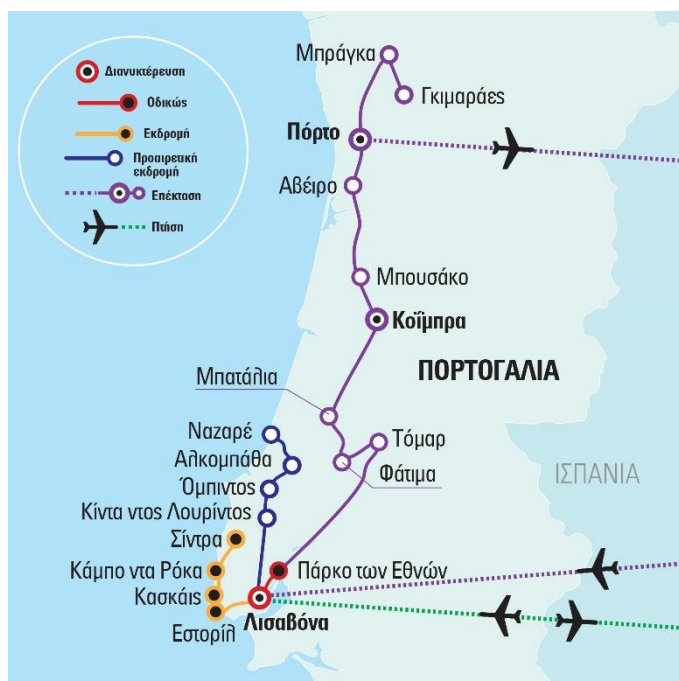 Διανυκτέρευση
Οδικώς
Εκδρομή
Προαιρετική
εκδρομή
Επέκταση
Πτήση
Μπράγκα
Γκιμαράες
Πόρτο
Αβέιρο
Μπουσάκο
Κοΐμπρα
ΠΟΡΤΟΓΑΛΙΑ
Μπατάλια
Ναζαρέ
Τόμαρ
Αλκομπάθα
Φάτιμα
ΙΣΠΑΝΙΑ
Όμπιντος
Κίντα ντος Λουρίντος
Σίντρα
Κάμπο ντα Ρόκα
Πάρκο των Εθνών
Κασκάις
Λισαβόνα
Εστορίλ